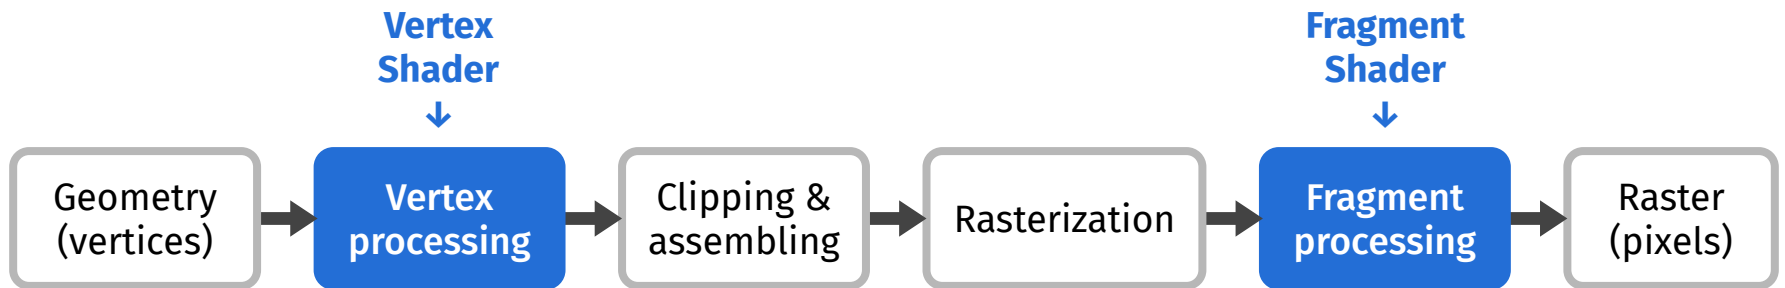 Vertex
Shader
Fragment
Shader
Geometry
(vertices)
Vertex
processing
Clipping &
assembling
Rasterization
Fragment
processing
Raster
(pixels)